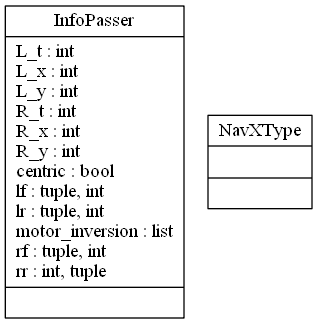 InfoPasser
L_t : int
L_x : int
L_y : int
R_t : int
R_x : int
R_y : int
centric : bool
lf : tuple, int
lr : tuple, int
motor_inversion : list
rf : tuple, int
rr : int, tuple
NavXType